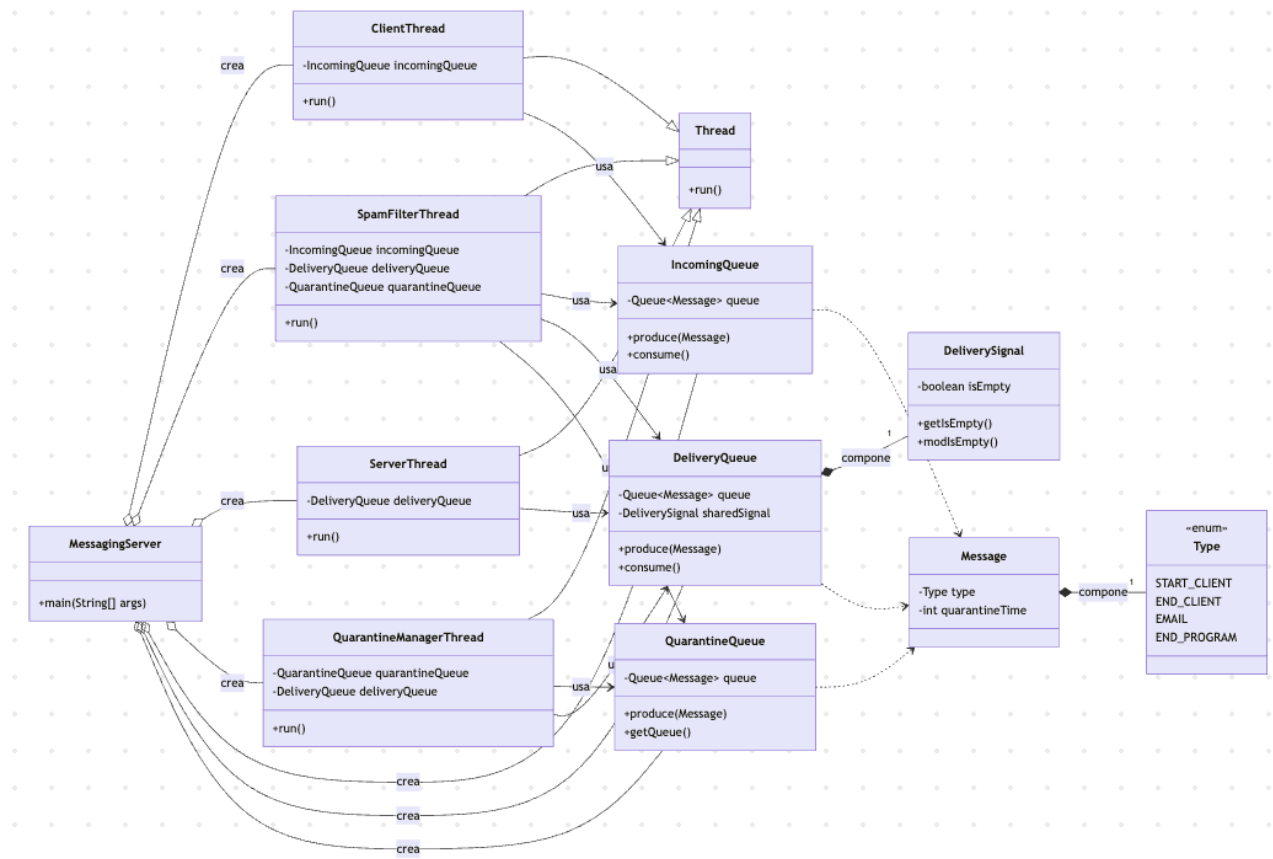 ClientThread
-IncomingQueue incomingQueue
+run()
crea
Thread
+run()
usa
SpamFilterThread
-IncomingQueue incomingQueue
-DeliveryQueue deliveryQueue
-QuarantineQueue quarantineQueue
+run()
crea
usa
usa
IncomingQueue
-Queue<Message> queue
+produce(Message)
+consume()
DeliverySignal
-boolean isEmpty
+getIsEmpty()
+modIsEmpty()
1
compone
ServerThread
-DeliveryQueue deliveryQueue
+run()
crea
usa
DeliveryQueue
-Queue<Message> queue
-DeliverySignal sharedSignal
+produce(Message)
+consume()
MessagingServer
+main(String[] args)
Message
-Type type
-int quarantineTime
compone
1
«enum»
Type
START_CLIENT
END_CLIENT
EMAIL
END_PROGRAM
QuarantineManagerThread
-QuarantineQueue quarantineQueue
-DeliveryQueue deliveryQueue
+run()
crea
usa
QuarantineQueue
-Queue<Message> queue
+produce(Message)
+getQueue()
crea
crea
crea